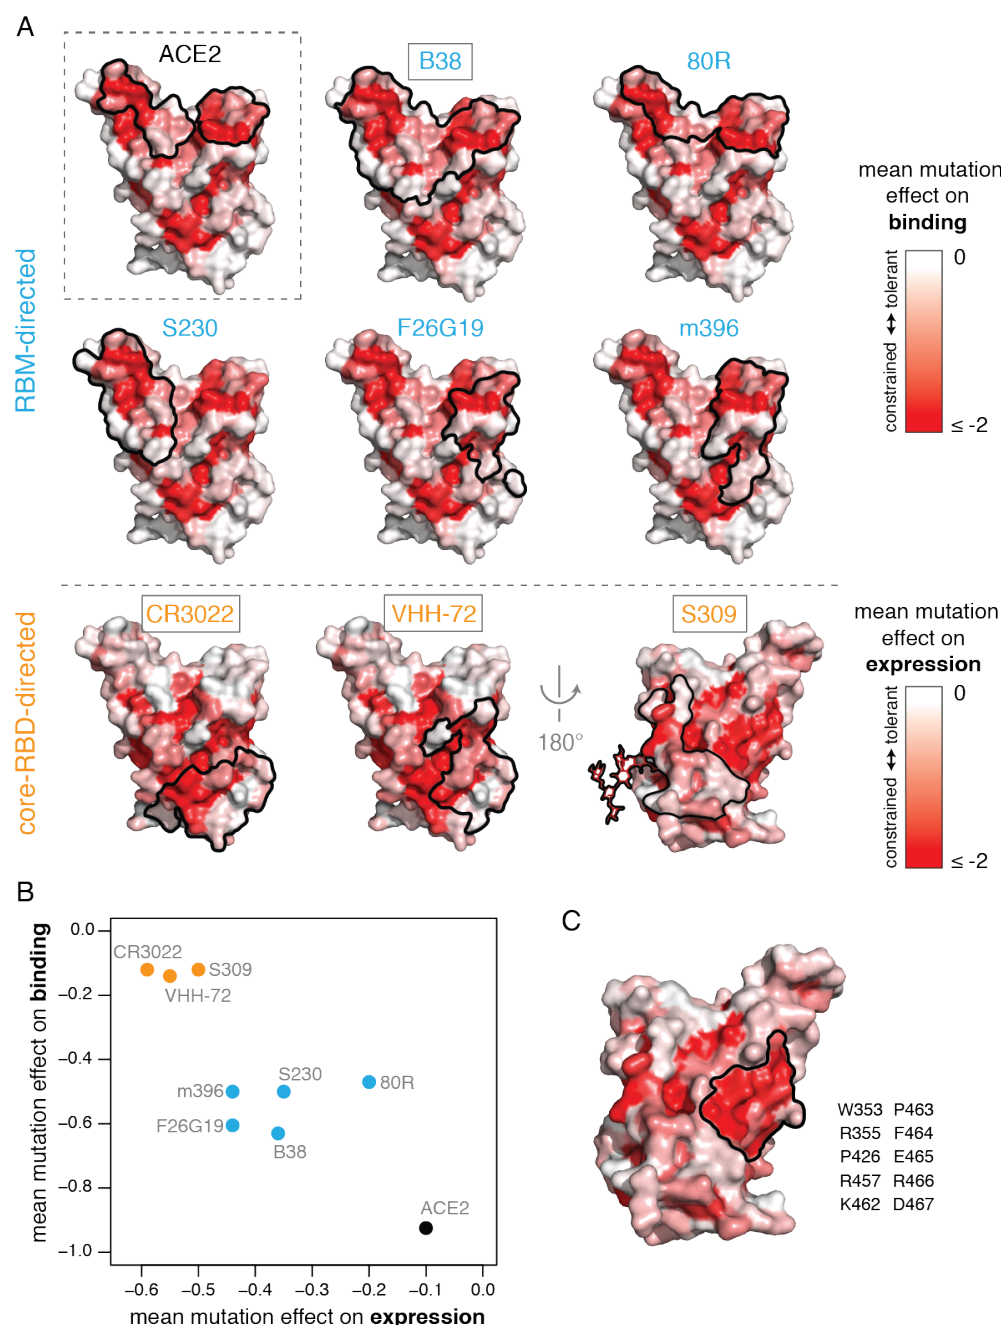 A
ACE2
B38
80R
mean mutation
effect on
binding
0
constrained ↔ tolerant
≤ -2
RBM-directed
S230
F26G19
m396
core-RBD-directed
CR3022
VHH-72
S309
180°
mean mutation
effect on
expression
0
constrained ↔ tolerant
≤ -2
B
mean mutation effect on binding
0.0
−0.2
−0.4
−0.6
−0.8
−1.0
CR3022
S309
VHH-72
m396
S230
80R
F26G19
B38
ACE2
−0.6 −0.5 −0.4 −0.3 −0.2 −0.1 0.0
mean mutation effect on expression
C
W353 P463
R355 F464
P426 E465
R457 R466
K462 D467